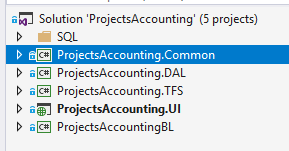 Solution 'ProjectsAccounting' (5 projects)
SQL
C# ProjectsAccounting.Common
C# ProjectsAccounting.DAL
C# ProjectsAccounting.TFS
ProjectsAccounting.UI
C# ProjectsAccountingBL